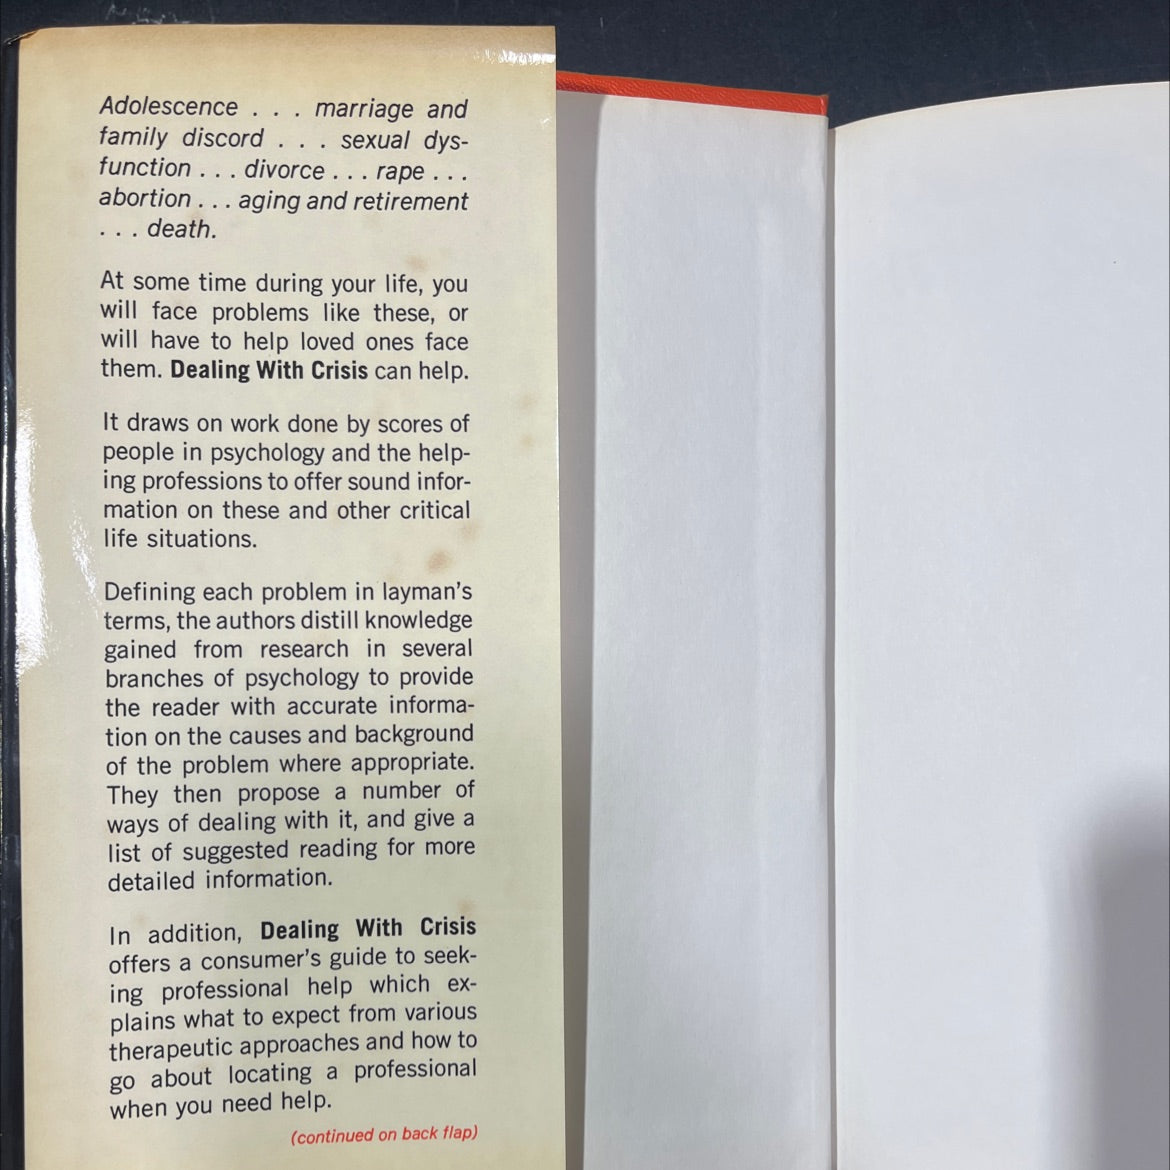 Adolescence . . . marriage and
family discord . . . sexual dys-
function . . . divorce . . . rape . . .
abortion . . . aging and retirement
. . . death.
At some time during your life, you
will face problems like these, or
will have to help loved ones face
them. Dealing With Crisis can help.
It draws on work done by scores of
people in psychology and the help-
ing professions to offer sound infor-
mation on these and other critical
life situations.
Defining each problem in layman's
terms, the authors distill knowledge
gained from research in several
branches of psychology to provide
the reader with accurate informa-
tion on the causes and background
of the problem where appropriate.
They then propose a number of
ways of dealing with it, and give a
list of suggested reading for more
detailed information.
In addition, Dealing With Crisis
offers a consumer's guide to seek-
ing professional help which ex-
plains what to expect from various
therapeutic approaches and how to
go about locating a professional
when you need help.
(continued on back flap)